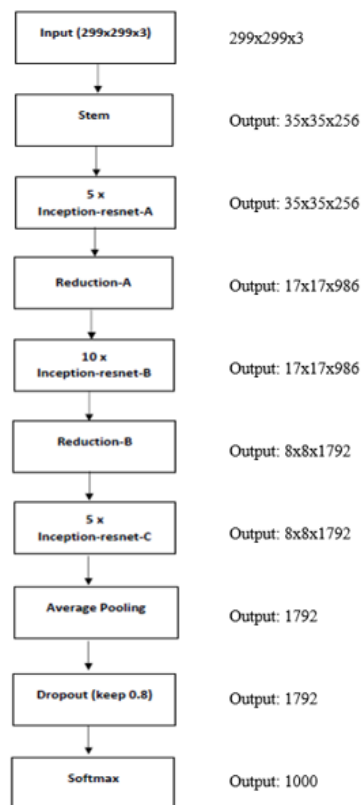 Input (299x299x3)
299x299x3
Stem
Output: 35x35x256
5 x
Inception-resnet-A
Output: 35x35x256
Reduction-A
Output: 17x17x986
10 x
Inception-resnet-B
Output: 17x17x986
Reduction-B
Output: 8x8x1792
5 x
Inception-resnet-C
Output: 8x8x1792
Average Pooling
Output: 1792
Dropout (keep 0.8)
Output: 1792
Softmax
Output: 1000